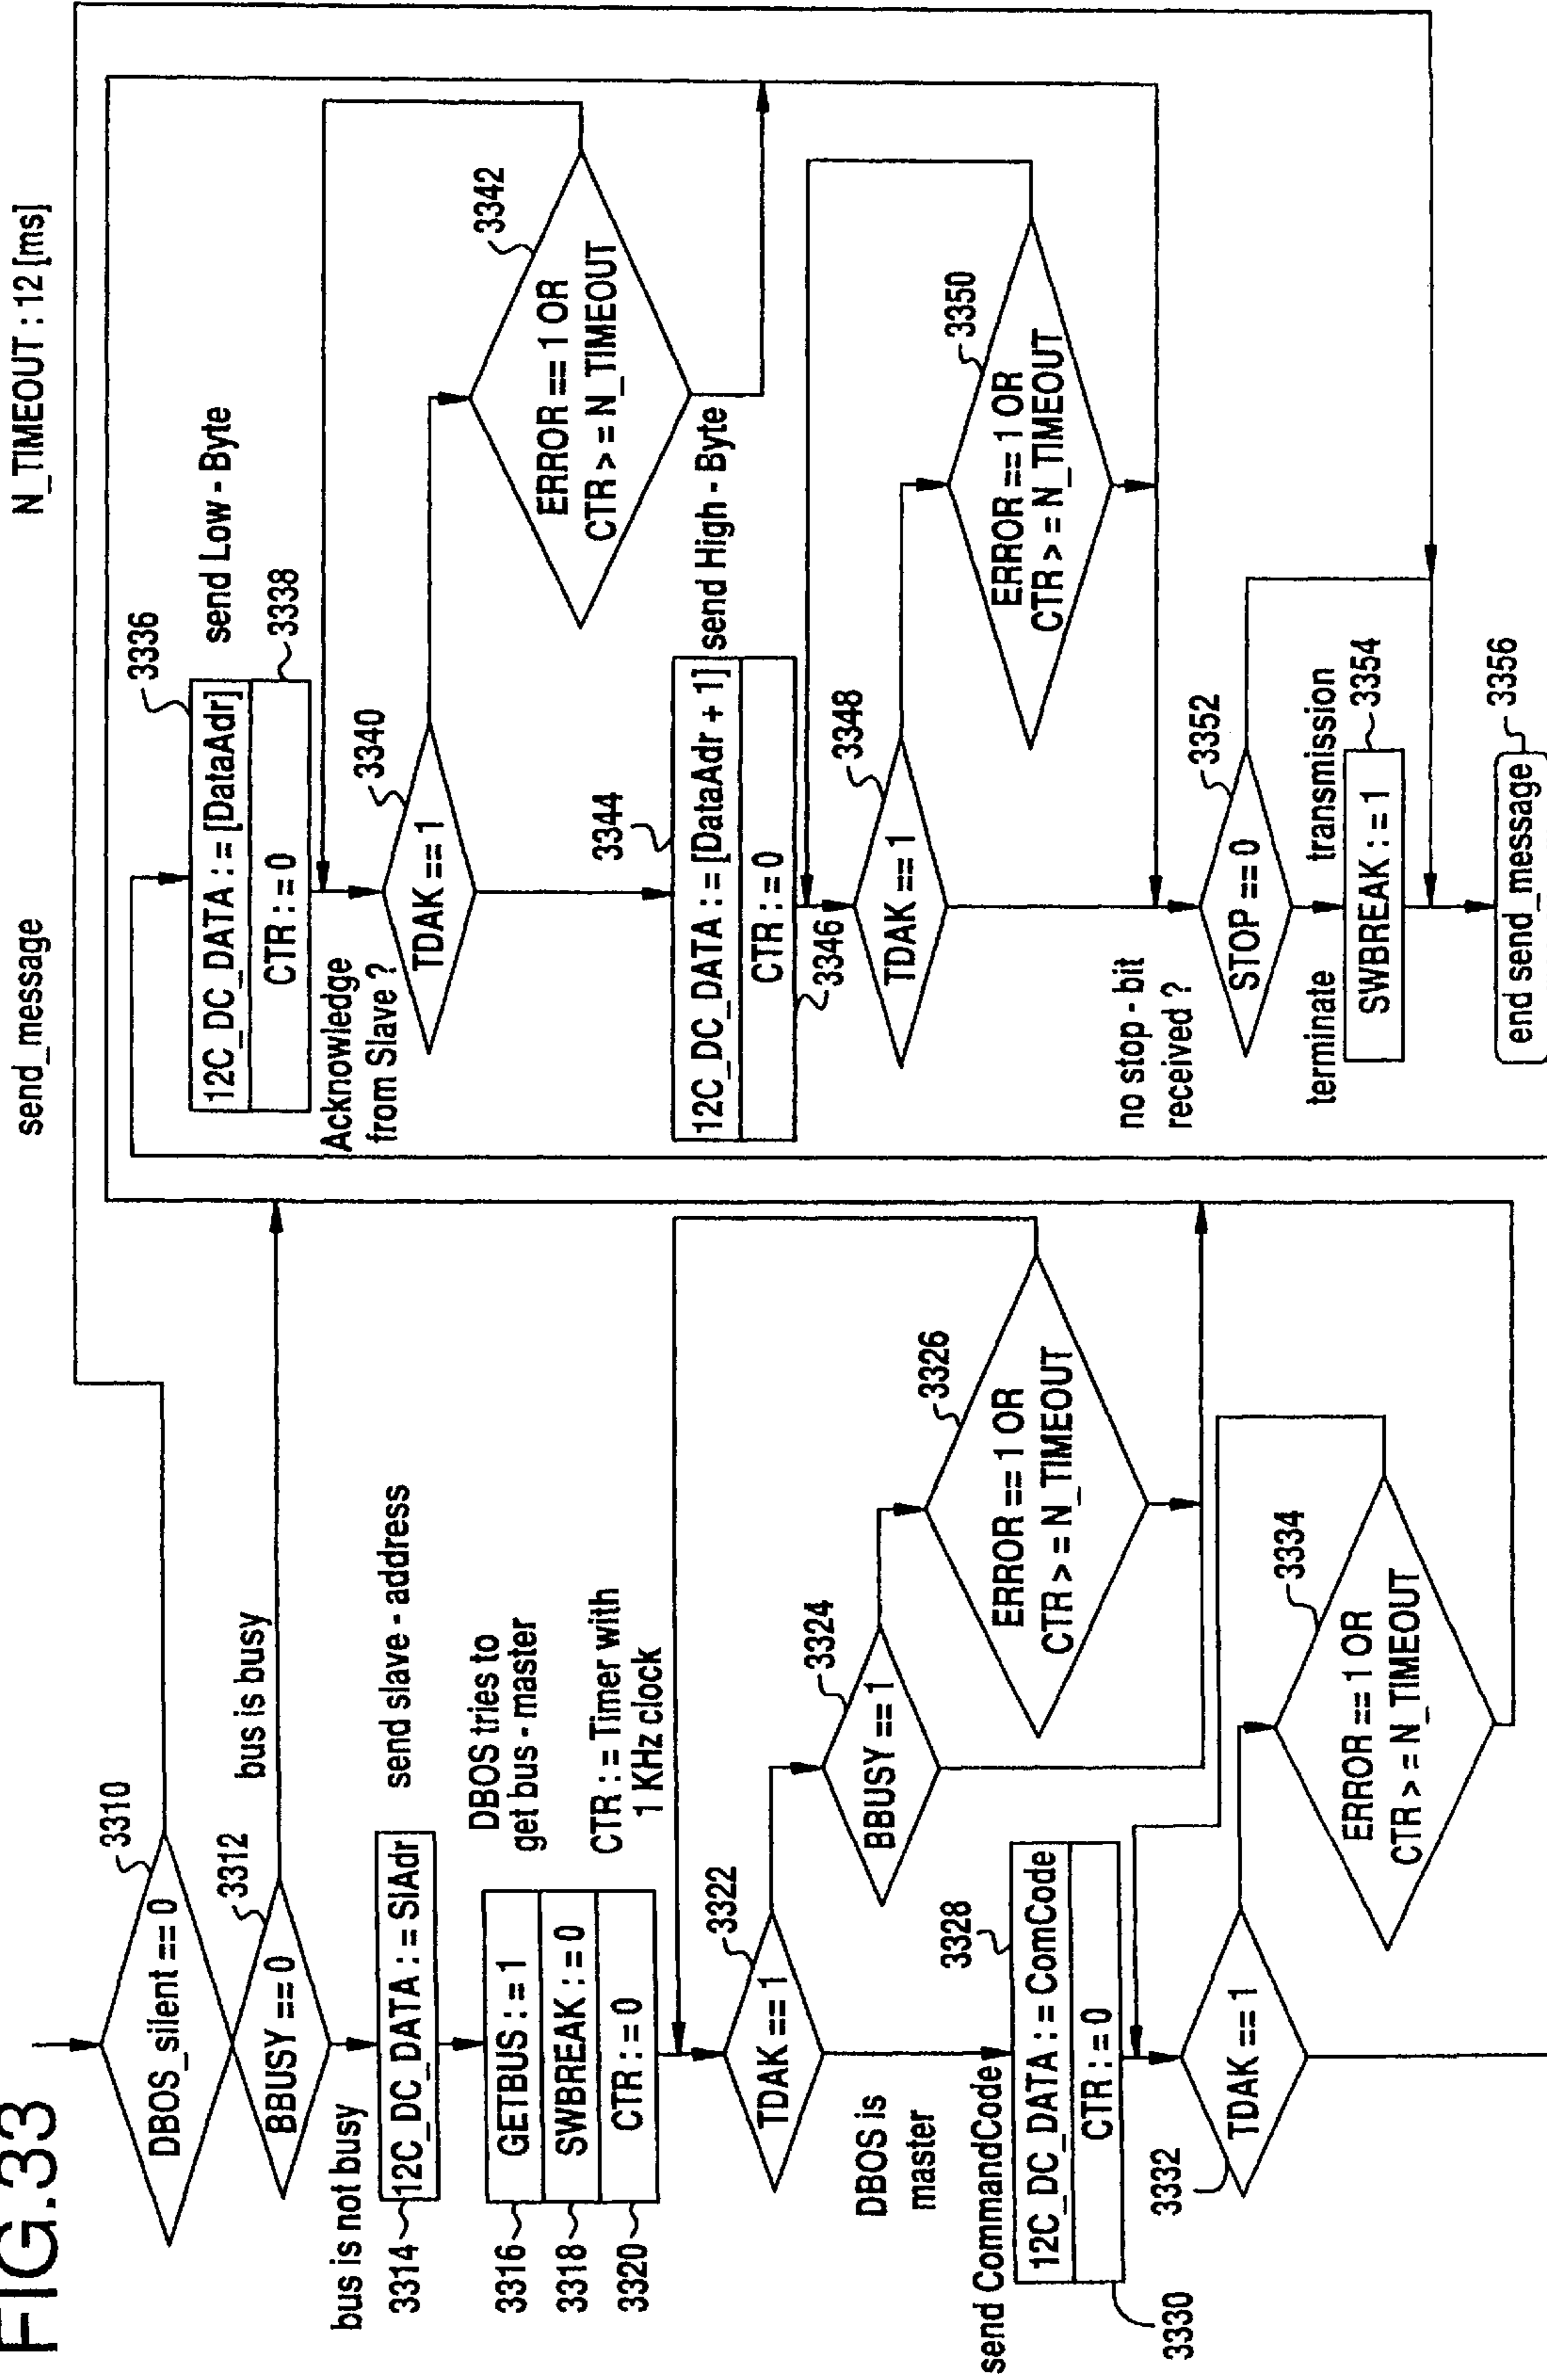 FIG.33
send_message
N_TIMEOUT : 12 [ms]
3310
DBOS_silent == 0
3312
BBUSY == 0
bus is busy
bus is not busy
3314
12C_DC_DATA : = SlAdr
send slave - address
3316
GETBUS : = 1
DBOS tries to
get bus - master
3318
SWBREAK : = 0
3320
CTR : = 0
CTR : = Timer with
1 KHz clock
3322
TDAK == 1
3324
BBUSY == 1
3326
ERROR == 1 OR
CTR > = N_TIMEOUT
DBOS is
master
send CommandCode
3328
12C_DC_DATA : = ComCode
CTR : = 0
3330
3332
TDAK == 1
3334
ERROR == 1 OR
CTR > = N_TIMEOUT
3336
12C_DC_DATA : = [DataAdr]
send Low - Byte
CTR : = 0
3338
Acknowledge
from Slave ?
3340
TDAK == 1
3342
ERROR == 1 OR
CTR > = N_TIMEOUT
3344
12C_DC_DATA : = [DataAdr + 1]
send High - Byte
CTR : = 0
3346
3348
TDAK == 1
3350
ERROR == 1 OR
CTR > = N_TIMEOUT
no stop - bit
received ?
3352
STOP == 0
terminate transmission
SWBREAK : = 1
3354
end send_message
3356